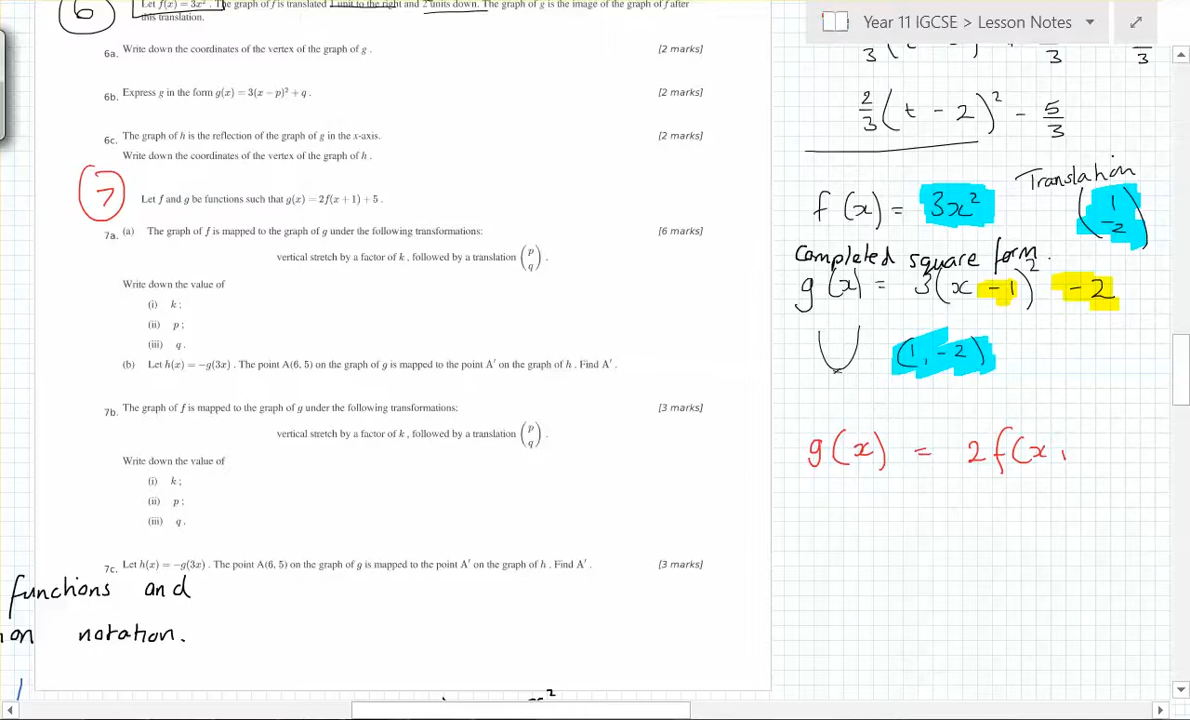 Let f(x) = 3x². The graph of f is translated 1 unit to the right and 2 units down. The graph of g is the image of the graph of f after
this translation.
6
6a. Write down the coordinates of the vertex of the graph of g . [2 marks]
6b. Express g in the form g(x) = 3(x − p)² + q . [2 marks]
6c. The graph of h is the reflection of the graph of g in the x-axis. [2 marks]
Write down the coordinates of the vertex of the graph of h .
7
Let f and g be functions such that g(x) = 2f(x + 1) + 5 .
7a. (a) The graph of f is mapped to the graph of g under the following transformations: [6 marks]
vertical stretch by a factor of k , followed by a translation (p q) .
Write down the value of
(i) k ;
(ii) p ;
(iii) q .
(b) Let h(x) = −g(3x) . The point A(6, 5) on the graph of g is mapped to the point A′ on the graph of h . Find A′ .
7b. The graph of f is mapped to the graph of g under the following transformations: [3 marks]
vertical stretch by a factor of k , followed by a translation (p q) .
Write down the value of
(i) k ;
(ii) p ;
(iii) q .
7c. Let h(x) = −g(3x) . The point A(6, 5) on the graph of g is mapped to the point A′ on the graph of h . Find A′ . [3 marks]
functions and
on notation.
Year 11 IGCSE > Lesson Notes
2/3 (t - 2)² - 5/3
Translation
f(x) = 3x² (1 -2)
Completed square form.
g(x) = 3(x - 1)² - 2
(1, -2)
g(x) = 2f(x